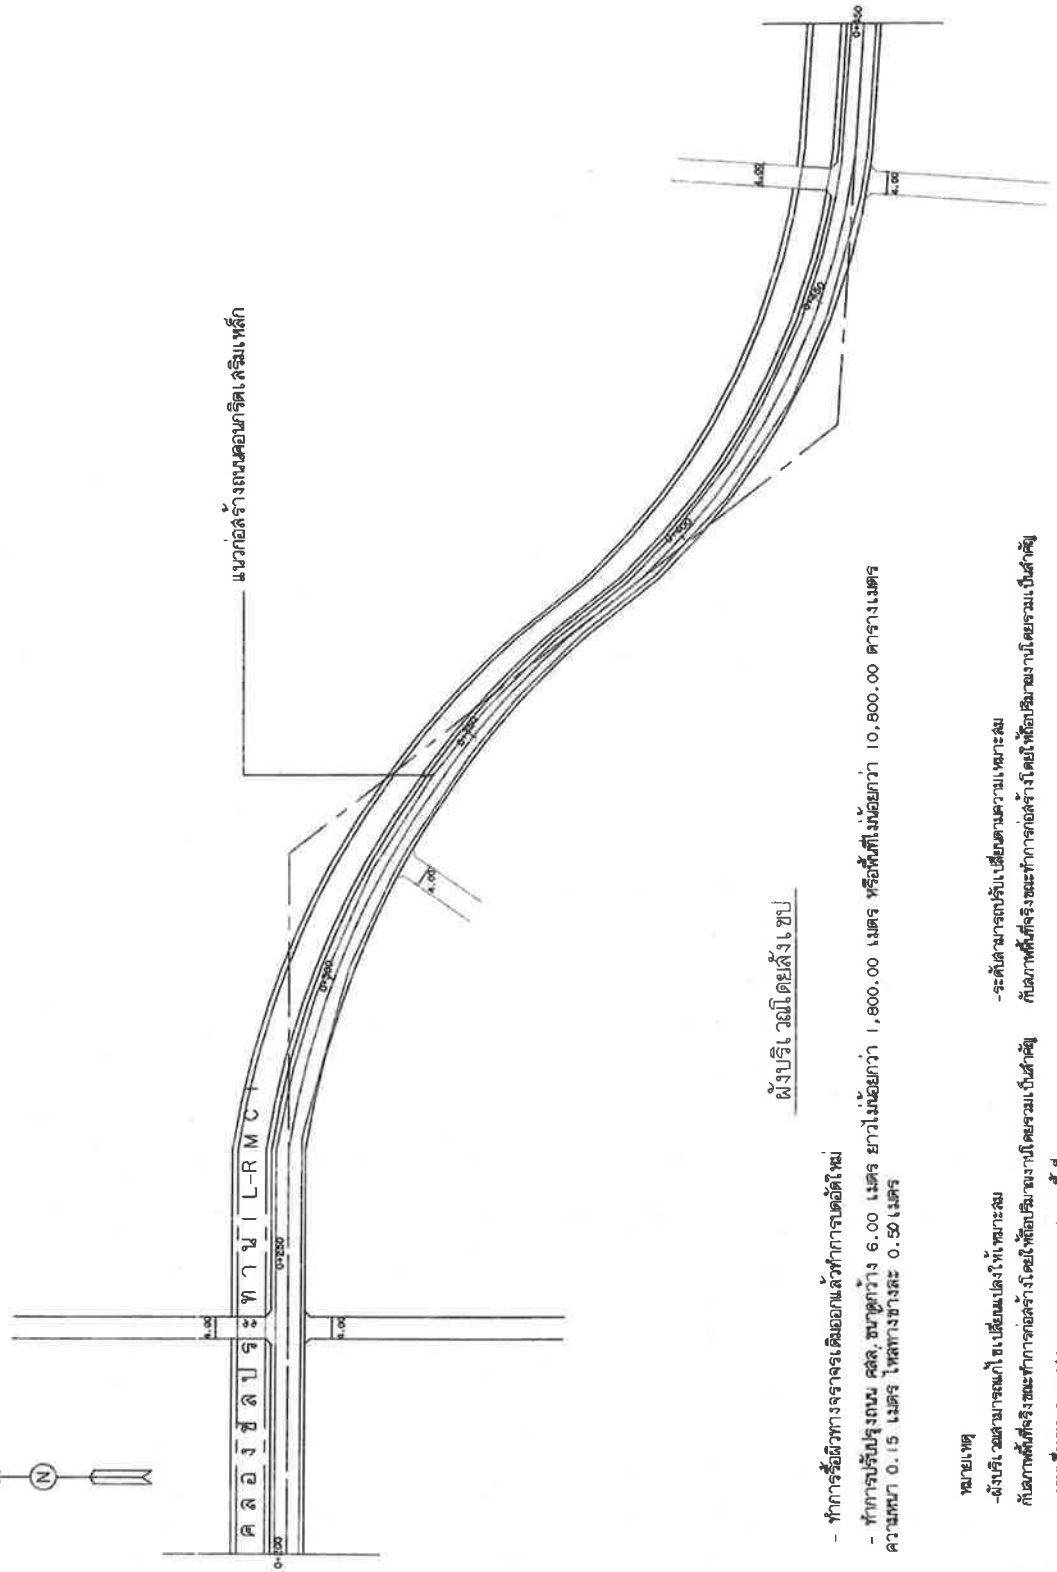 N
คลองชลประทาน 1 L-R M C 1
0+200
0+250
4.00
4.00
0+300
4.00
0+350
0+400
0+450
4.00
4.00
แนวก่อสร้างถนนคอนกรีตเสริมเหล็ก
ผังบริเวณโดยสังเขป
- ทำการรื้อผิวทางจราจรเดิมออกแล้วทำการบดอัดใหม่
- ทำการปรับปรุงถนน คสล. ขนาดกว้าง 6.00 เมตร ยาวไม่น้อยกว่า 1,800.00 เมตร หรือพื้นที่ไม่น้อยกว่า 10,800.00 ตารางเมตร
ความหนา 0.15 เมตร ไหล่ทางข้างละ 0.50 เมตร
หมายเหตุ
-ผังบริเวณสามารถแก้ไขเปลี่ยนแปลงให้เหมาะสม
กับสภาพพื้นที่จริงขณะทำการก่อสร้างโดยให้ถือปริมาณงานโดยรวมเป็นสำคัญ
-ระดับสามารถปรับเปลี่ยนตามความเหมาะสม
กับสภาพพื้นที่จริงขณะทำการก่อสร้างโดยให้ถือปริมาณงานโดยรวมเป็นสำคัญ